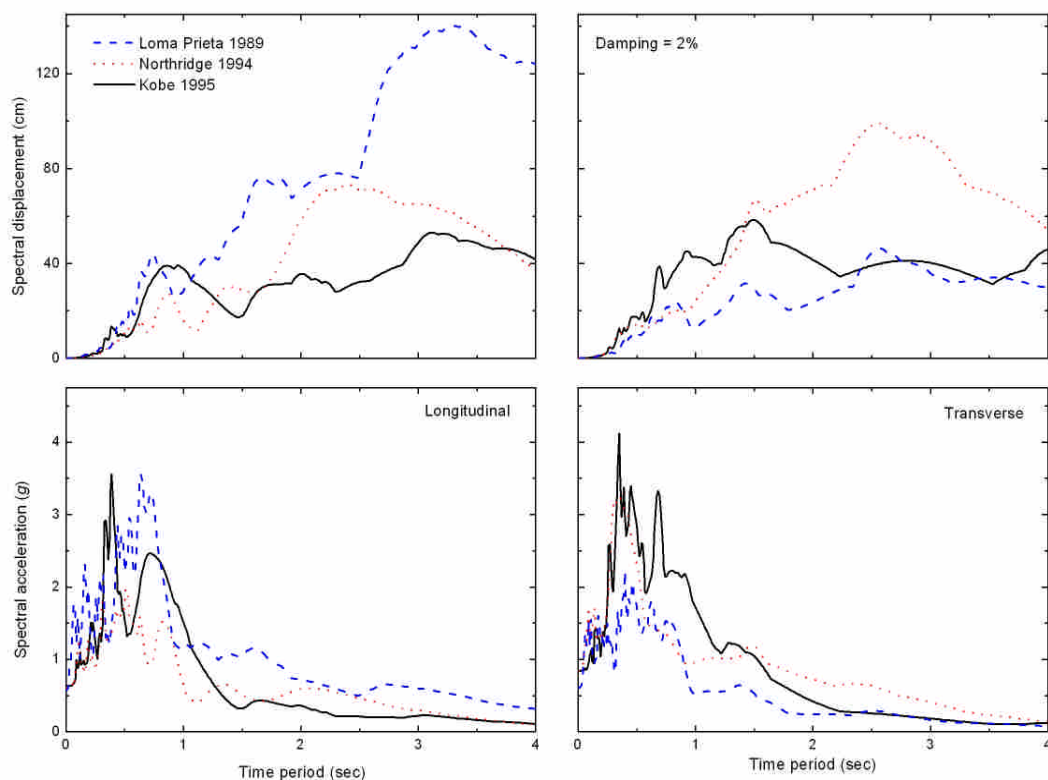 Loma Prieta 1989
Northridge 1994
Kobe 1995
Damping = 2%
Spectral displacement (cm)
120
80
40
0
Longitudinal
Transverse
Spectral acceleration (g)
4
3
2
1
0
0 1 2 3 4
0 1 2 3 4
Time period (sec)
Time period (sec)